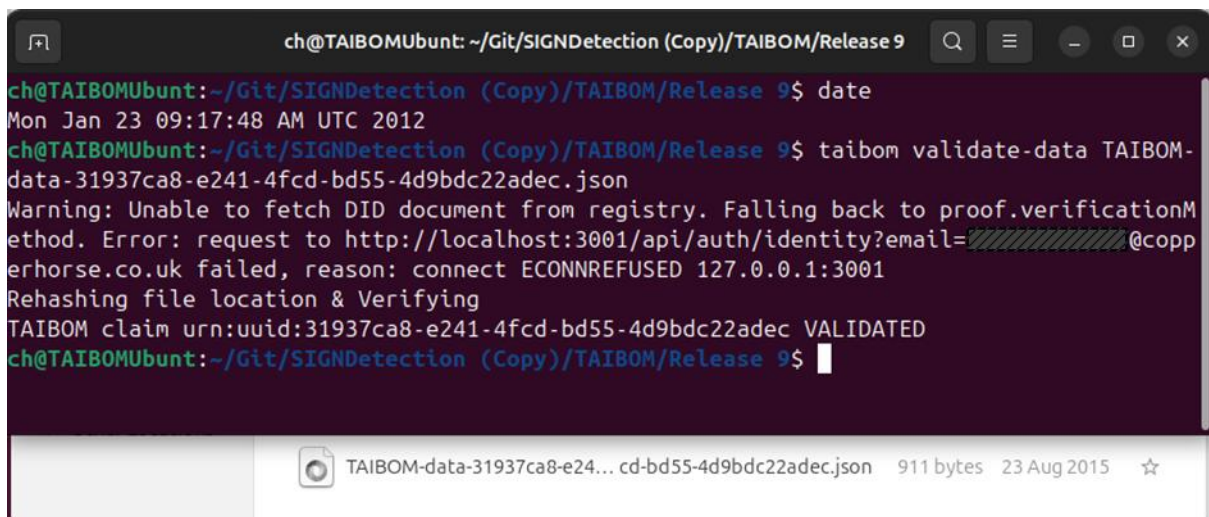 ch@TAIBOMUbunt: ~/Git/SIGNDetection (Copy)/TAIBOM/Release 9
ch@TAIBOMUbunt:~/Git/SIGNDetection (Copy)/TAIBOM/Release 9$ date
Mon Jan 23 09:17:48 AM UTC 2012
ch@TAIBOMUbunt:~/Git/SIGNDetection (Copy)/TAIBOM/Release 9$ taibom validate-data TAIBOM-
data-31937ca8-e241-4fcd-bd55-4d9bdc22adec.json
Warning: Unable to fetch DID document from registry. Falling back to proof.verificationM
ethod. Error: request to http://localhost:3001/api/auth/identity?email=@copp
erhorse.co.uk failed, reason: connect ECONNREFUSED 127.0.0.1:3001
Rehashing file location & Verifying
TAIBOM claim urn:uuid:31937ca8-e241-4fcd-bd55-4d9bdc22adec VALIDATED
ch@TAIBOMUbunt:~/Git/SIGNDetection (Copy)/TAIBOM/Release 9$
TAIBOM-data-31937ca8-e24... cd-bd55-4d9bdc22adec.json 911 bytes 23 Aug 2015